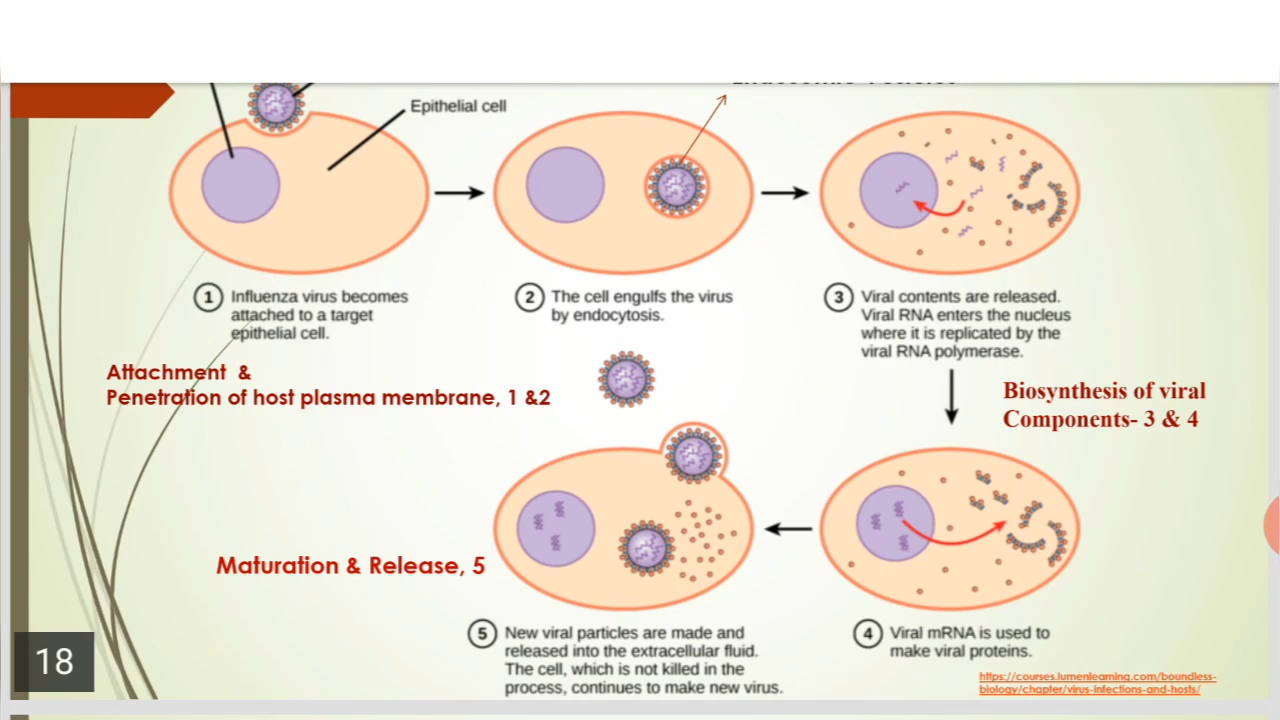 Epithelial cell
1 Influenza virus becomes
attached to a target
epithelial cell.
2 The cell engulfs the virus
by endocytosis.
3 Viral contents are released.
Viral RNA enters the nucleus
where it is replicated by the
viral RNA polymerase.
Attachment &
Penetration of host plasma membrane, 1 &2
Biosynthesis of viral
Components- 3 & 4
Maturation & Release, 5
5 New viral particles are made and
released into the extracellular fluid.
The cell, which is not killed in the
process, continues to make new virus.
4 Viral mRNA is used to
make viral proteins.
https://courses.lumenlearning.com/boundless-
biology/chapter/virus-infections-and-hosts/
18